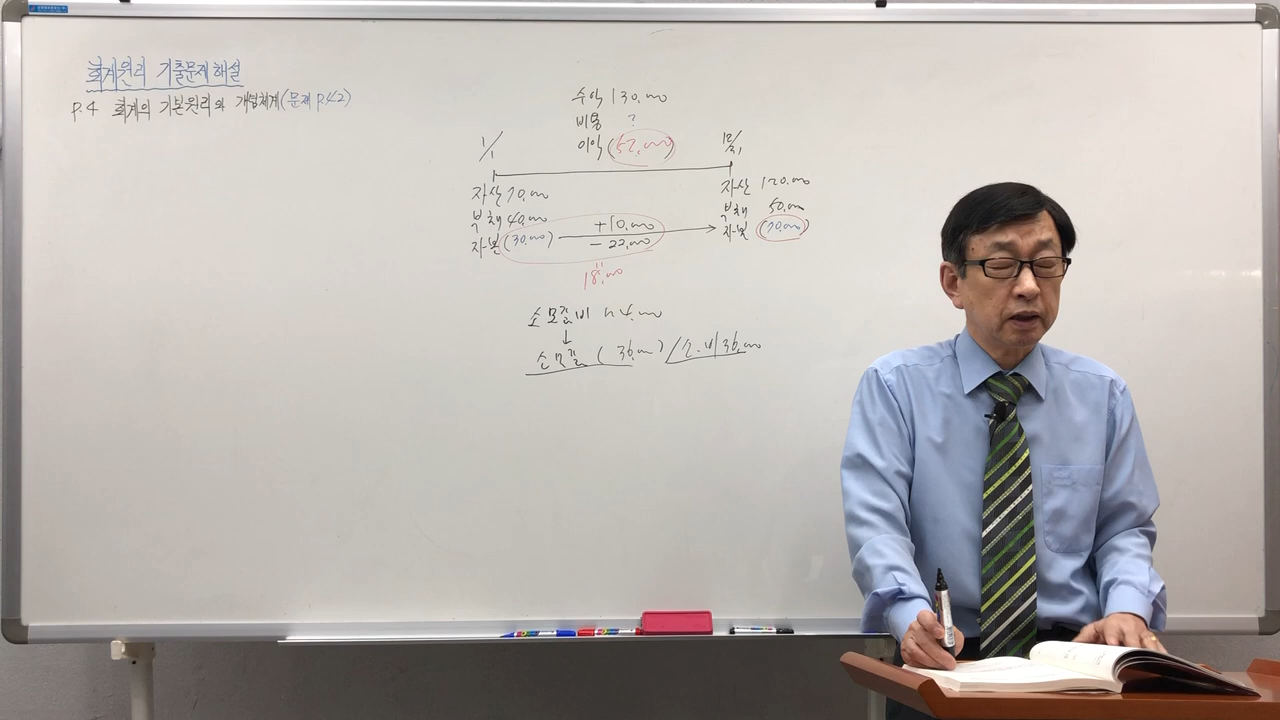 회계원리 기출문제해설
P.4 회계의 기본원리와 개념체계(문제 P.42)
수익 130,000
비용 ?
이익 (52,000)
1/1
12/31
자산 70,000
부채 40,000
자본 (30,000)
+10,000
- 22,000
18,000
자산 120,000
부채 50,000
자본 (70,000)
소모품비
소모품 (36,000) / 소·비 36,000